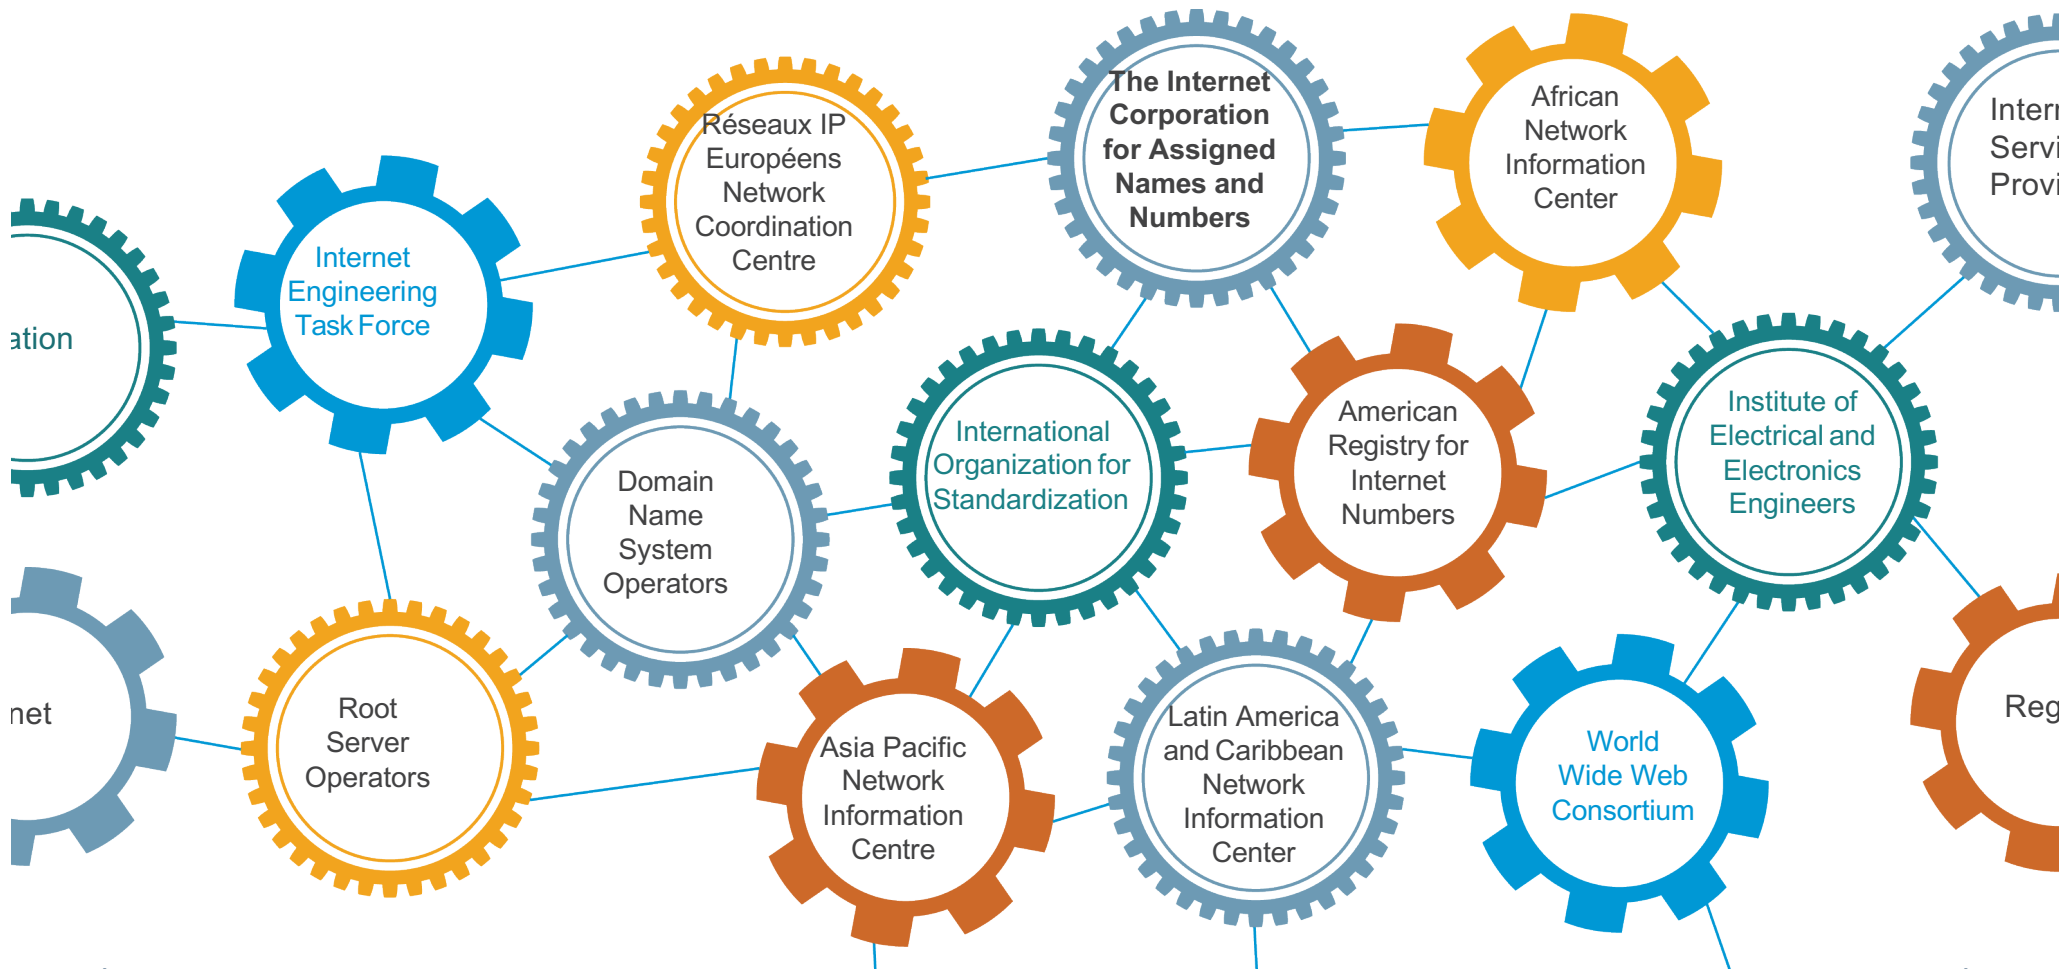 The Internet
Corporation
for Assigned
Names and
Numbers
African
Network
Information
Center
Réseaux IP
Européens
Network
Coordination
Centre
Internet
Engineering
Task Force
ation
Domain
Name
System
Operators
International
Organization for
Standardization
American
Registry for
Internet
Numbers
Institute of
Electrical and
Electronics
Engineers
net
Root
Server
Operators
Asia Pacific
Network
Information
Centre
Latin America
and Caribbean
Network
Information
Center
World
Wide Web
Consortium
Reg
Inter
Servi
Provi